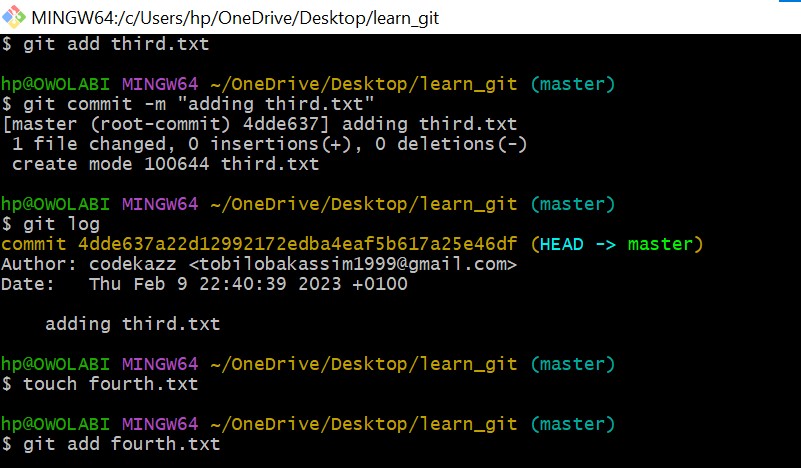 MINGW64:/c/Users/hp/OneDrive/Desktop/learn_git
$ git add third.txt
hp@OWOLABI MINGW64 ~/OneDrive/Desktop/learn_git (master)
$ git commit -m "adding third.txt"
[master (root-commit) 4dde637] adding third.txt
 1 file changed, 0 insertions(+), 0 deletions(-)
 create mode 100644 third.txt
hp@OWOLABI MINGW64 ~/OneDrive/Desktop/learn_git (master)
$ git log
commit 4dde637a22d12992172edba4eaf5b617a25e46df (HEAD -> master)
Author: codekazz <tobilobakassim1999@gmail.com>
Date:   Thu Feb 9 22:40:39 2023 +0100
    adding third.txt
hp@OWOLABI MINGW64 ~/OneDrive/Desktop/learn_git (master)
$ touch fourth.txt
hp@OWOLABI MINGW64 ~/OneDrive/Desktop/learn_git (master)
$ git add fourth.txt